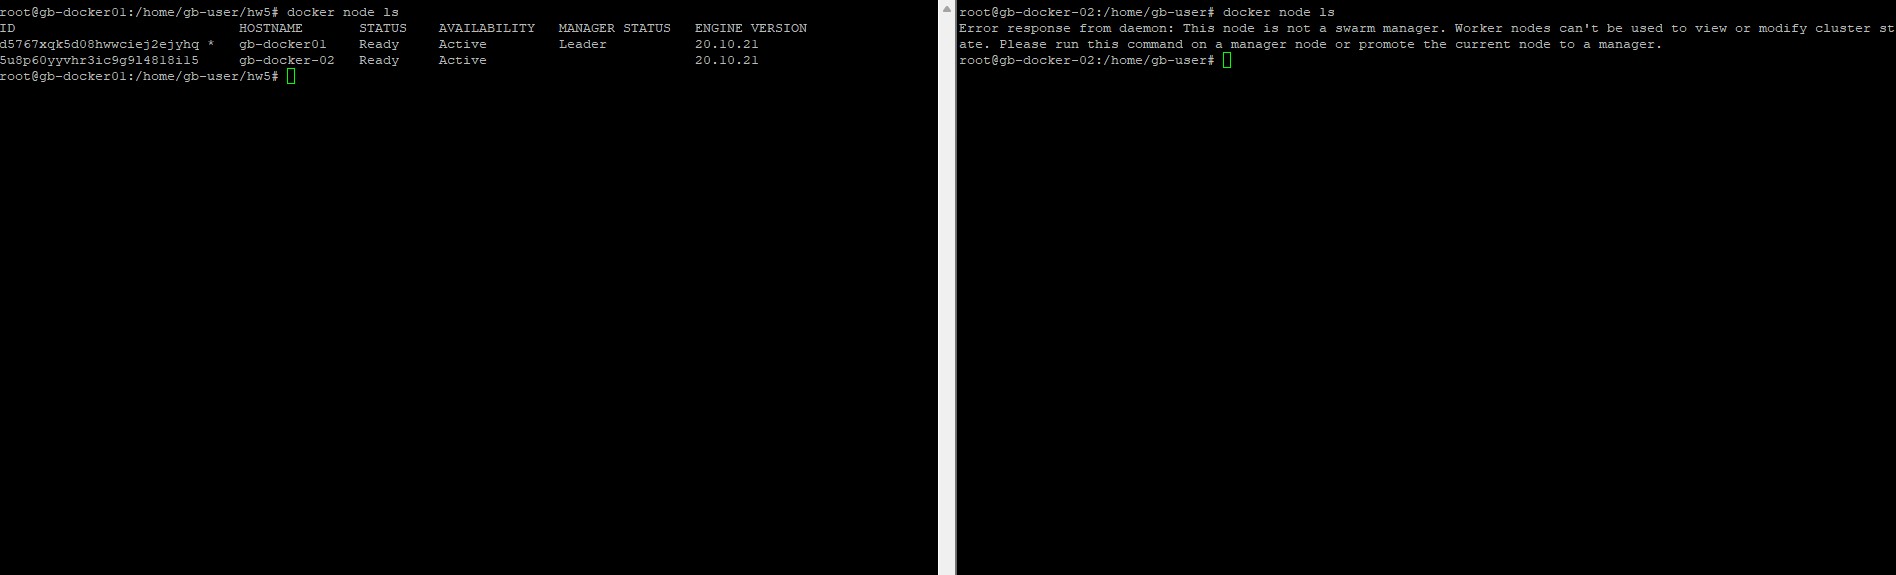 root@gb-docker01:/home/gb-user/hw5# docker node ls
ID                            HOSTNAME       STATUS    AVAILABILITY   MANAGER STATUS   ENGINE VERSION
d5767xqk5d08hwwciej2ejyhq *   gb-docker01    Ready     Active         Leader           20.10.21
5u8p60yyvhr3ic9g9l4818i15     gb-docker-02   Ready     Active                          20.10.21
root@gb-docker01:/home/gb-user/hw5#
root@gb-docker-02:/home/gb-user# docker node ls
Error response from daemon: This node is not a swarm manager. Worker nodes can't be used to view or modify cluster st
ate. Please run this command on a manager node or promote the current node to a manager.
root@gb-docker-02:/home/gb-user#